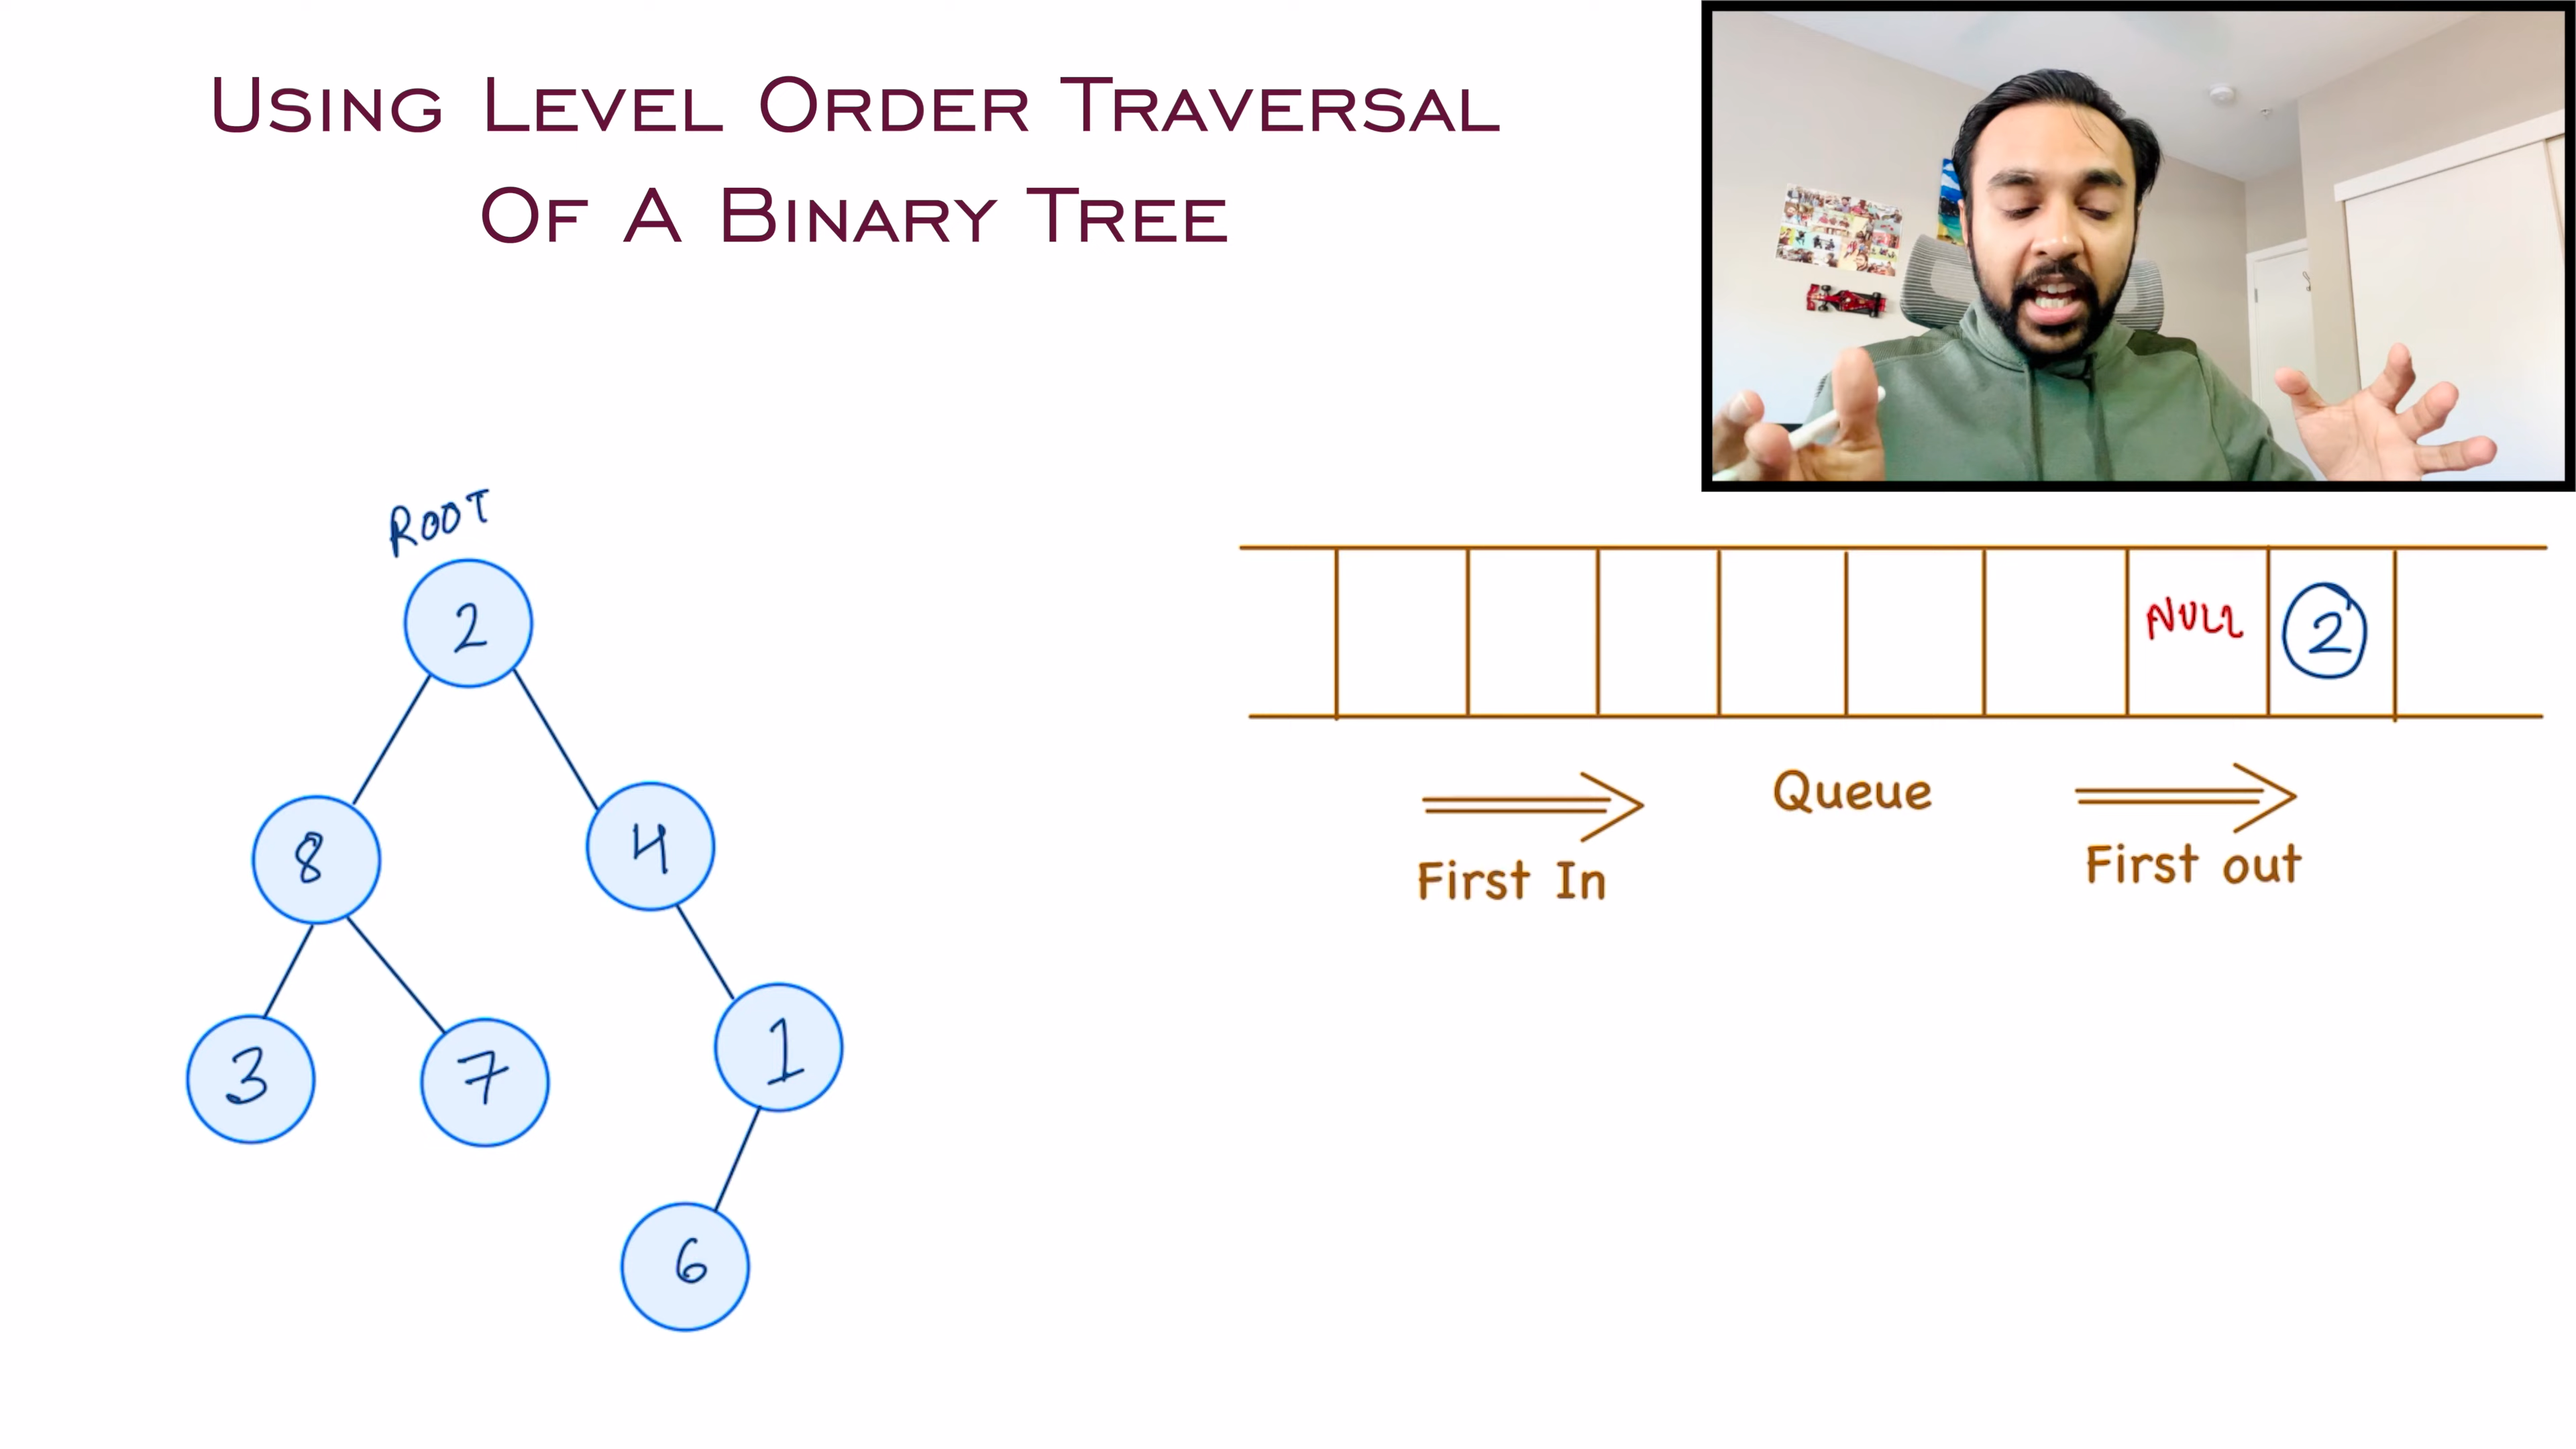 USING LEVEL ORDER TRAVERSAL
OF A BINARY TREE
ROOT
2
8
4
3
7
1
6
NULL
2
Queue
First In
First out